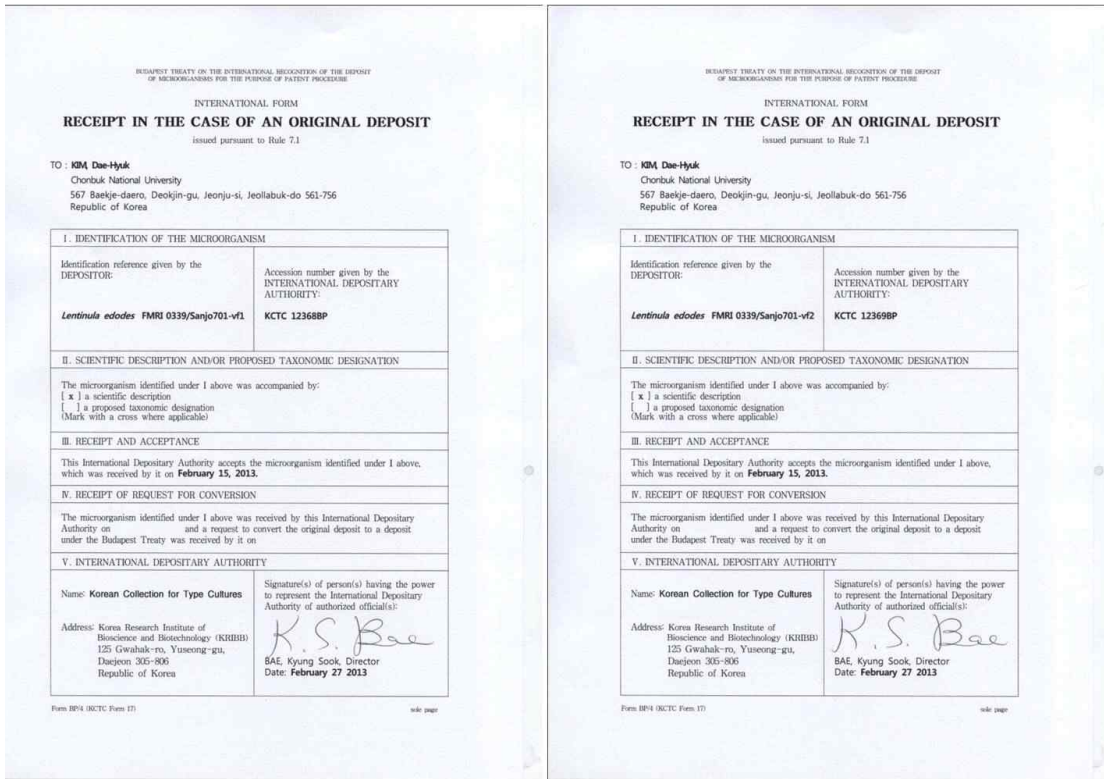 BUDAPEST TREATY ON THE INTERNATIONAL RECOGNITION OF THE DEPOSIT
OF MICROORGANISMS FOR THE PURPOSE OF PATENT PROCEDURE
INTERNATIONAL FORM
RECEIPT IN THE CASE OF AN ORIGINAL DEPOSIT
issued pursuant to Rule 7.1
TO : KIM, Dae-Hyuk
Chonbuk National University
567 Baekje-daero, Deokjin-gu, Jeonju-si, Jeollabuk-do 561-756
Republic of Korea
I. IDENTIFICATION OF THE MICROORGANISM
Identification reference given by the
DEPOSITOR:
Lentinula edodes FMRI 0339/Sanjo701-vf1
Accession number given by the
INTERNATIONAL DEPOSITARY
AUTHORITY:
KCTC 12368BP
II. SCIENTIFIC DESCRIPTION AND/OR PROPOSED TAXONOMIC DESIGNATION
The microorganism identified under I above was accompanied by:
[ x ] a scientific description
[ ] a proposed taxonomic designation
(Mark with a cross where applicable)
III. RECEIPT AND ACCEPTANCE
This International Depositary Authority accepts the microorganism identified under I above,
which was received by it on February 15, 2013.
IV. RECEIPT OF REQUEST FOR CONVERSION
The microorganism identified under I above was received by this International Depositary
Authority on and a request to convert the original deposit to a deposit
under the Budapest Treaty was received by it on
V. INTERNATIONAL DEPOSITARY AUTHORITY
Name: Korean Collection for Type Cultures
Address: Korea Research Institute of
Bioscience and Biotechnology (KRIBB)
125 Gwahak-ro, Yuseong-gu,
Daejeon 305-806
Republic of Korea
Signature(s) of person(s) having the power
to represent the International Depositary
Authority of authorized official(s):
K. S. Bae
BAE, Kyung Sook, Director
Date: February 27 2013
Form BP/4 (KCTC Form 17)
sole page
BUDAPEST TREATY ON THE INTERNATIONAL RECOGNITION OF THE DEPOSIT
OF MICROORGANISMS FOR THE PURPOSE OF PATENT PROCEDURE
INTERNATIONAL FORM
RECEIPT IN THE CASE OF AN ORIGINAL DEPOSIT
issued pursuant to Rule 7.1
TO : KIM, Dae-Hyuk
Chonbuk National University
567 Baekje-daero, Deokjin-gu, Jeonju-si, Jeollabuk-do 561-756
Republic of Korea
I. IDENTIFICATION OF THE MICROORGANISM
Identification reference given by the
DEPOSITOR:
Lentinula edodes FMRI 0339/Sanjo701-vf2
Accession number given by the
INTERNATIONAL DEPOSITARY
AUTHORITY:
KCTC 12369BP
II. SCIENTIFIC DESCRIPTION AND/OR PROPOSED TAXONOMIC DESIGNATION
The microorganism identified under I above was accompanied by:
[ x ] a scientific description
[ ] a proposed taxonomic designation
(Mark with a cross where applicable)
III. RECEIPT AND ACCEPTANCE
This International Depositary Authority accepts the microorganism identified under I above,
which was received by it on February 15, 2013.
IV. RECEIPT OF REQUEST FOR CONVERSION
The microorganism identified under I above was received by this International Depositary
Authority on and a request to convert the original deposit to a deposit
under the Budapest Treaty was received by it on
V. INTERNATIONAL DEPOSITARY AUTHORITY
Name: Korean Collection for Type Cultures
Address: Korea Research Institute of
Bioscience and Biotechnology (KRIBB)
125 Gwahak-ro, Yuseong-gu,
Daejeon 305-806
Republic of Korea
Signature(s) of person(s) having the power
to represent the International Depositary
Authority of authorized official(s):
K. S. Bae
BAE, Kyung Sook, Director
Date: February 27 2013
Form BP/4 (KCTC Form 17)
sole page